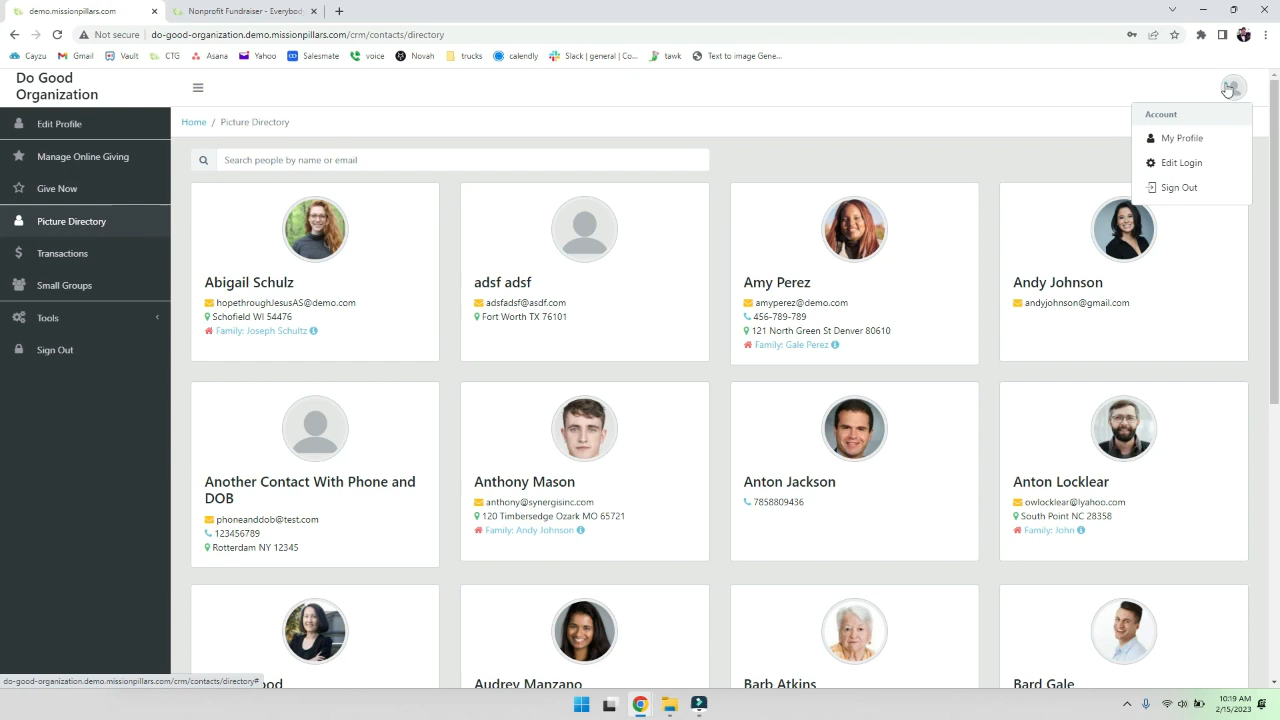 demo.missionpillars.com
Nonprofit Fundraiser - Everybody
Not secure
do-good-organization.demo.missionpillars.com/crm/contacts/directory
Cayzu
Gmail
Vault
CTG
Asana
Yahoo
Salesmate
voice
Novah
trucks
calendly
Slack | general | Co...
tawk
Text to image Gene...
Do Good
Organization
Edit Profile
Manage Online Giving
Give Now
Picture Directory
Transactions
Small Groups
Tools
Sign Out
Home / Picture Directory
Account
My Profile
Edit Login
Sign Out
Search people by name or email
Abigail Schulz
hopethroughJesusAS@demo.com
Schofield WI 54476
Family: Joseph Schultz
adsf adsf
adsfadsf@asdf.com
Fort Worth TX 76101
Amy Perez
amyperez@demo.com
456-789-789
121 North Green St Denver 80610
Family: Gale Perez
Andy Johnson
andyjohnson@gmail.com
Another Contact With Phone and
DOB
phoneanddob@test.com
123456789
Rotterdam NY 12345
Anthony Mason
anthony@synergisinc.com
120 Timbersedge Ozark MO 65721
Family: Andy Johnson
Anton Jackson
7858809436
Anton Locklear
owlocklear@lyahoo.com
South Point NC 28358
Family: John
ood
Audrey Manzano
Barb Atkins
Bard Gale
do-good-organization.demo.missionpillars.com/crm/contacts/directory#
10:19 AM
2/15/2023